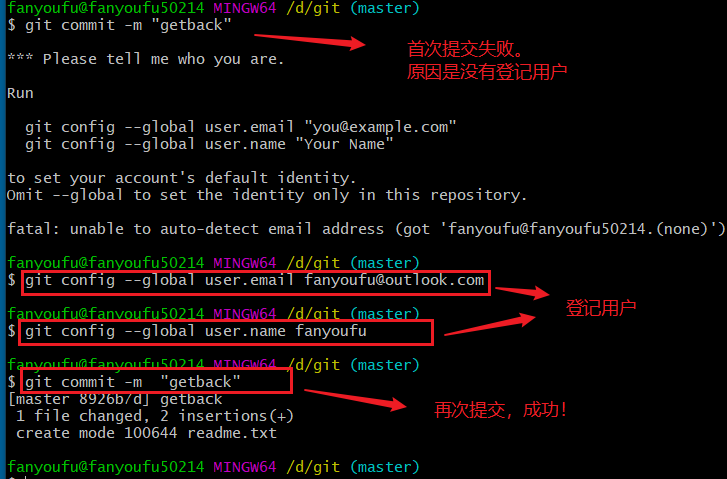 fanyoufu@fanyoufu50214 MINGW64 /d/git (master)
$ git commit -m "getback"
首次提交失败。
原因是没有登记用户
*** Please tell me who you are.
Run
git config --global user.email "you@example.com"
git config --global user.name "Your Name"
to set your account's default identity.
Omit --global to set the identity only in this repository.
fatal: unable to auto-detect email address (got 'fanyoufu@fanyoufu50214.(none)')
fanyoufu@fanyoufu50214 MINGW64 /d/git (master)
$ git config --global user.email fanyoufu@outlook.com
登记用户
fanyoufu@fanyoufu50214 MINGW64 /d/git (master)
$ git config --global user.name fanyoufu
fanyoufu@fanyoufu50214 MINGW64 /d/git (master)
$ git commit -m  "getback"
[master 8926b7d] getback
1 file changed, 2 insertions(+)
create mode 100644 readme.txt
再次提交，成功！
fanyoufu@fanyoufu50214 MINGW64 /d/git (master)